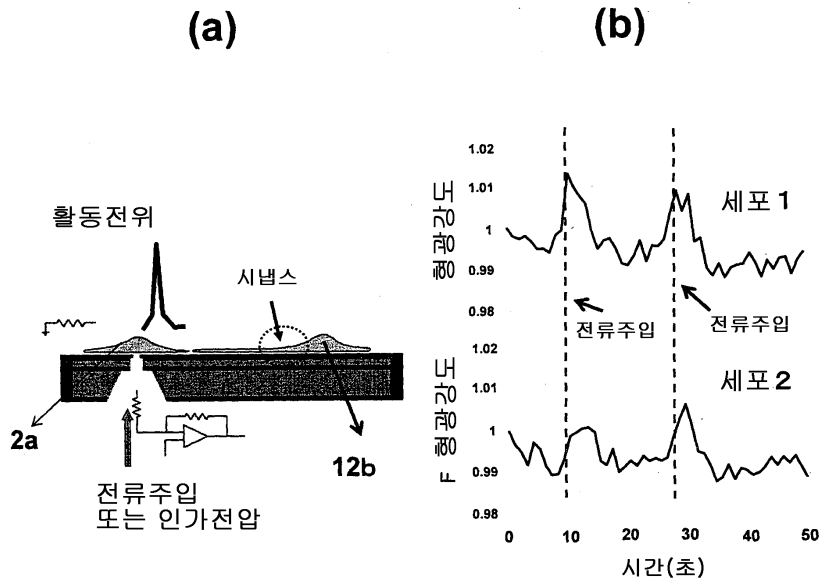 (a)
활동전위
시냅스
2a
12b
전류주입
또는 인가전압
(b)
1.02
1.01
1
0.99
0.98
형광강도
세포 1
전류주입
전류주입
1.02
1.01
1
0.99
0.98
F 형광강도
세포 2
0
10
20
30
40
50
시간(초)